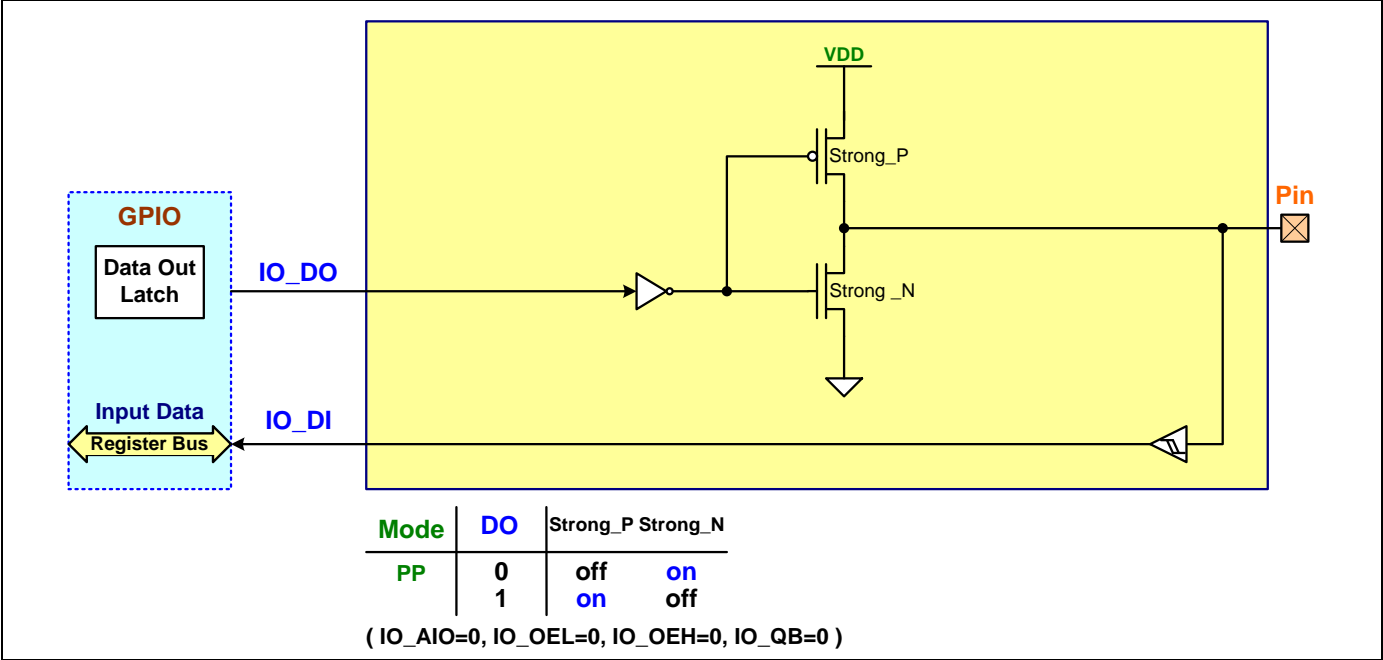 VDD
Strong_P
Pin
GPIO
Data Out
Latch
IO_DO
Strong _N
Input Data
IO_DI
Register Bus
Mode DO Strong_P Strong_N
PP 0 off on
1 on off
( IO_AIO=0, IO_OEL=0, IO_OEH=0, IO_QB=0 )